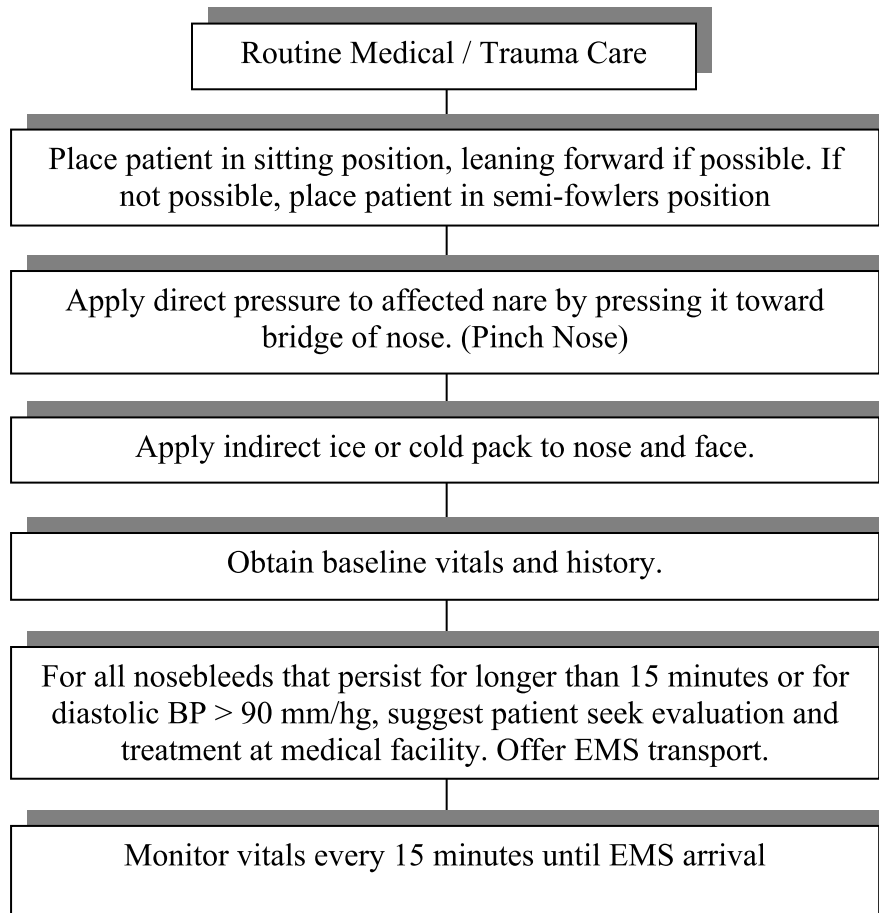 Routine Medical / Trauma Care
Place patient in sitting position, leaning forward if possible. If
not possible, place patient in semi-fowlers position
Apply direct pressure to affected nare by pressing it toward
bridge of nose. (Pinch Nose)
Apply indirect ice or cold pack to nose and face.
Obtain baseline vitals and history.
For all nosebleeds that persist for longer than 15 minutes or for
diastolic BP > 90 mm/hg, suggest patient seek evaluation and
treatment at medical facility. Offer EMS transport.
Monitor vitals every 15 minutes until EMS arrival